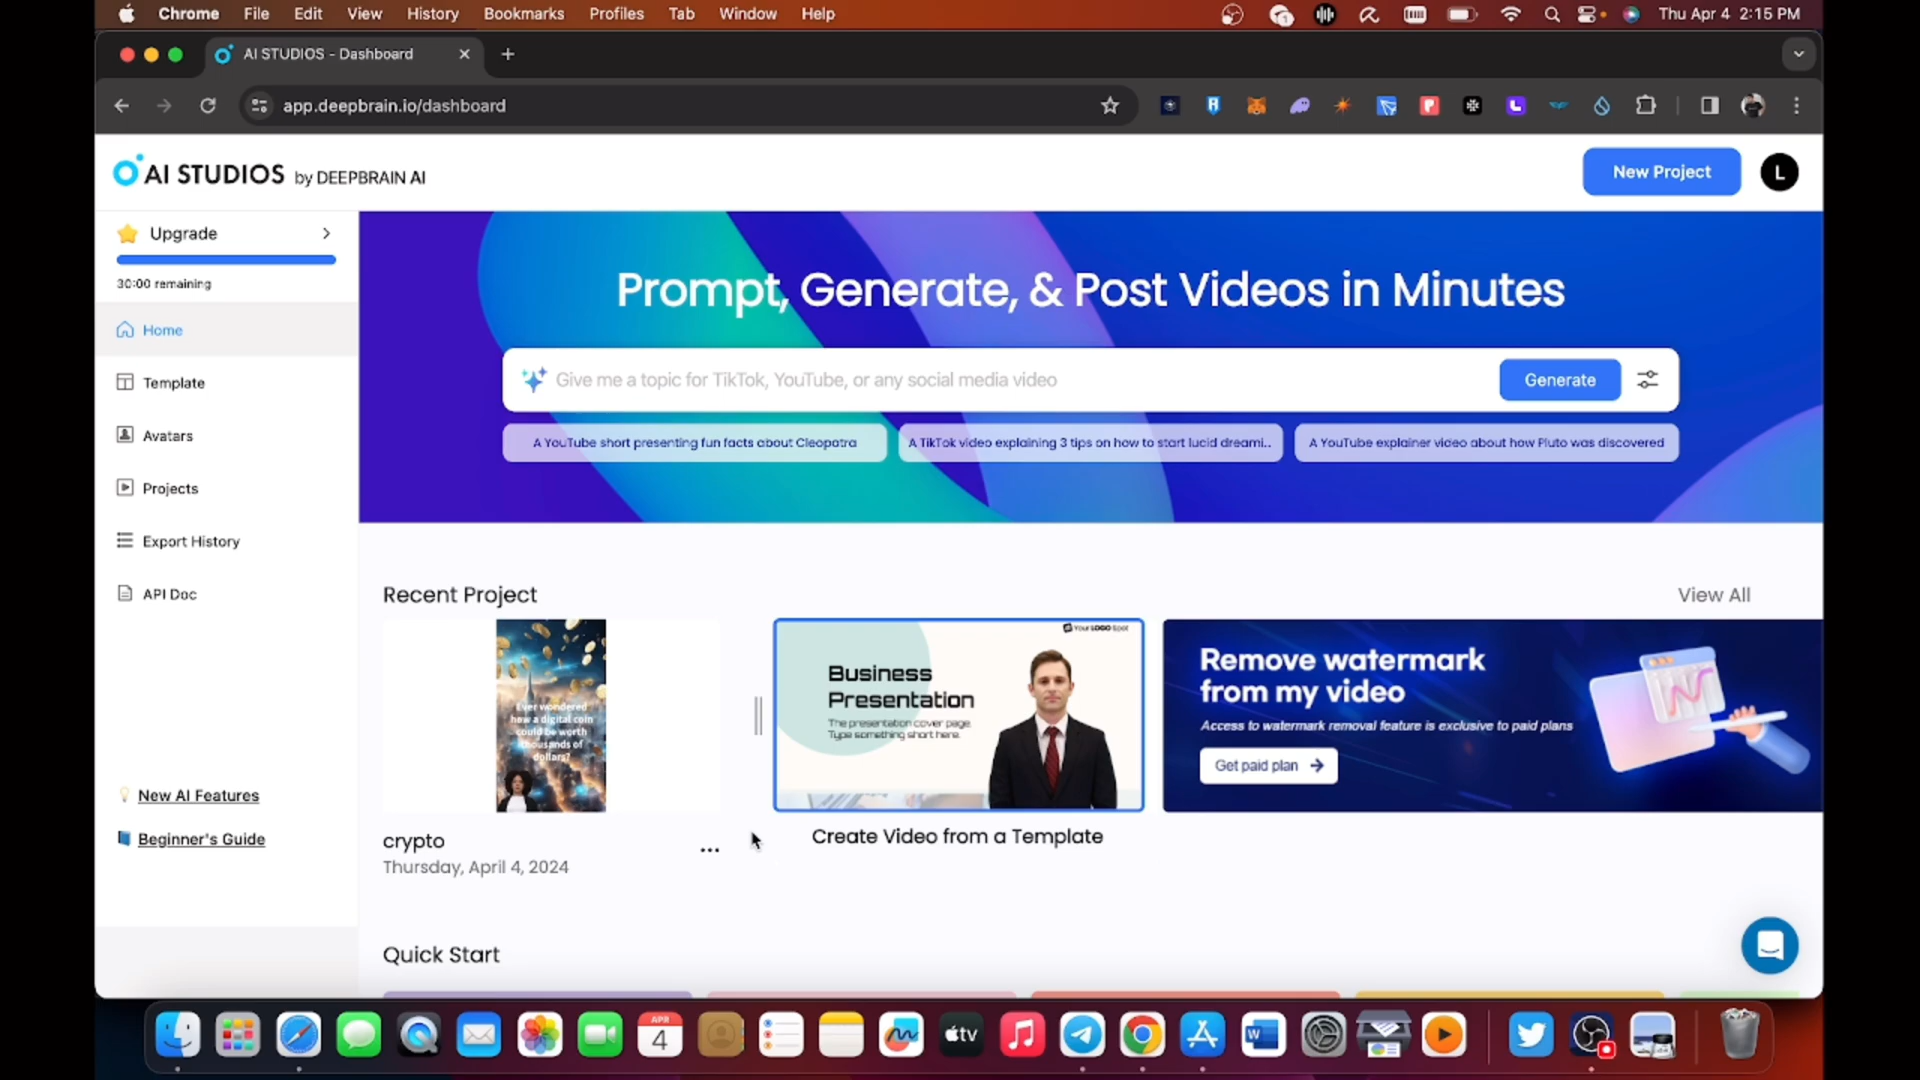 Chrome File Edit View History Bookmarks Profiles Tab Window Help
Thu Apr 4 2:15 PM
AI STUDIOS - Dashboard
app.deepbrain.io/dashboard
AI STUDIOS by DEEPBRAIN AI
New Project
L
Upgrade
30:00 remaining
Home
Template
Avatars
Projects
Export History
API Doc
New AI Features
Beginner's Guide
Prompt, Generate, & Post Videos in Minutes
Give me a topic for TikTok, YouTube, or any social media video
Generate
A YouTube short presenting fun facts about Cleopatra
A TikTok video explaining 3 tips on how to start lucid dreami..
A YouTube explainer video about how Pluto was discovered
Recent Project
View All
Ever wondered
how a digital coin
could be worth
thousands of
dollars?
crypto
Thursday, April 4, 2024
...
Your LOGO Spot
Business
Presentation
The presentation cover page.
Type something short here.
Create Video from a Template
Remove watermark
from my video
Access to watermark removal feature is exclusive to paid plans
Get paid plan
Quick Start
APR
4
tv
W